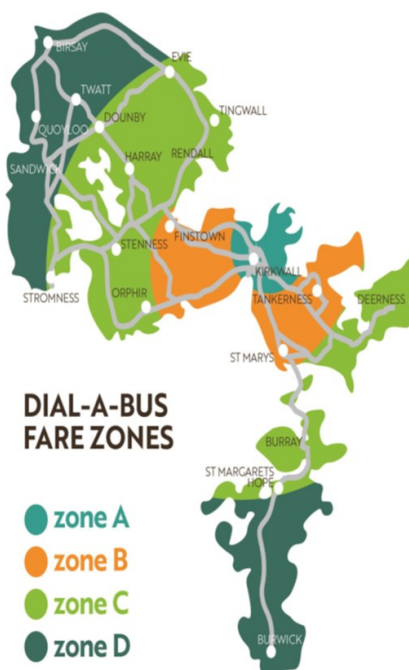 BIRSAY
EVIE
TWATT
TINGWALL
DOUNBY
QUOYLOO
HARRAY
RENDALL
SANDWICK
FINSTOWN
STENNESS
KIRKWALL
ORPHIR
STROMNESS
TANKERNESS
DEERNESS
ST MARYS
DIAL-A-BUS
FARE ZONES
BURRAY
ST MARGARETS
HOPE
zone A
zone B
zone C
zone D
BURWICK